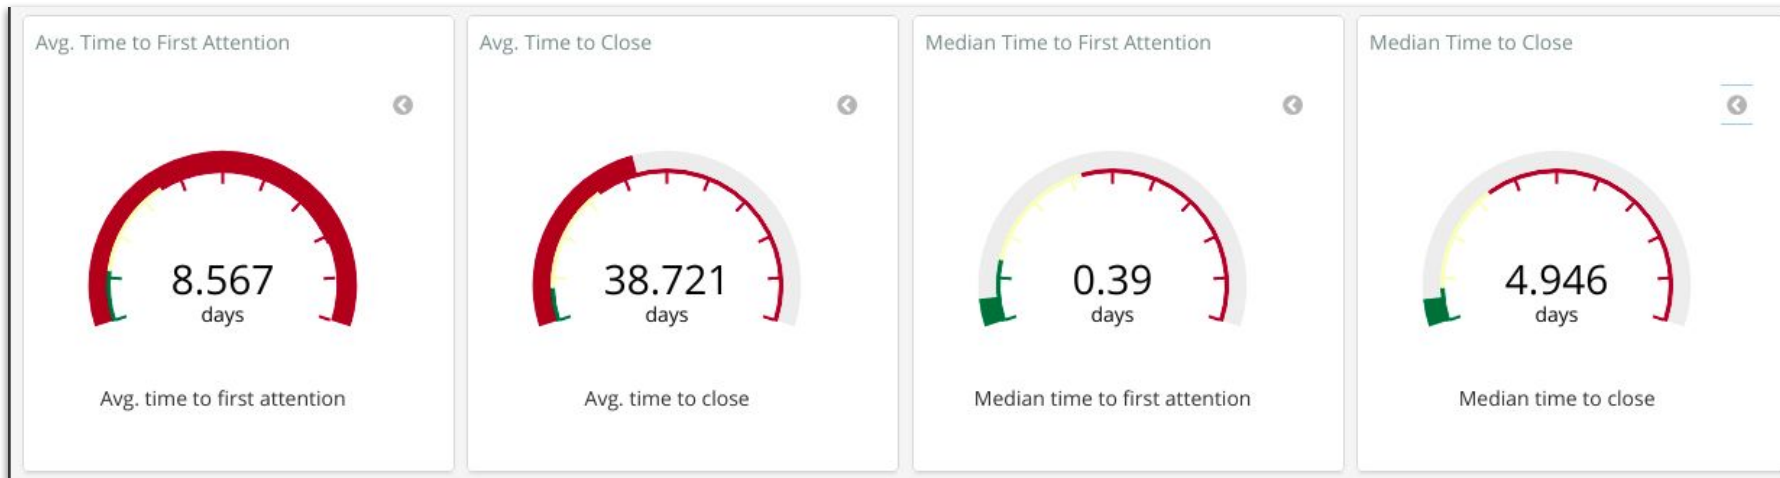 Avg. Time to First Attention
8.567
days
Avg. time to first attention
Avg. Time to Close
38.721
days
Avg. time to close
Median Time to First Attention
0.39
days
Median time to first attention
Median Time to Close
4.946
days
Median time to close